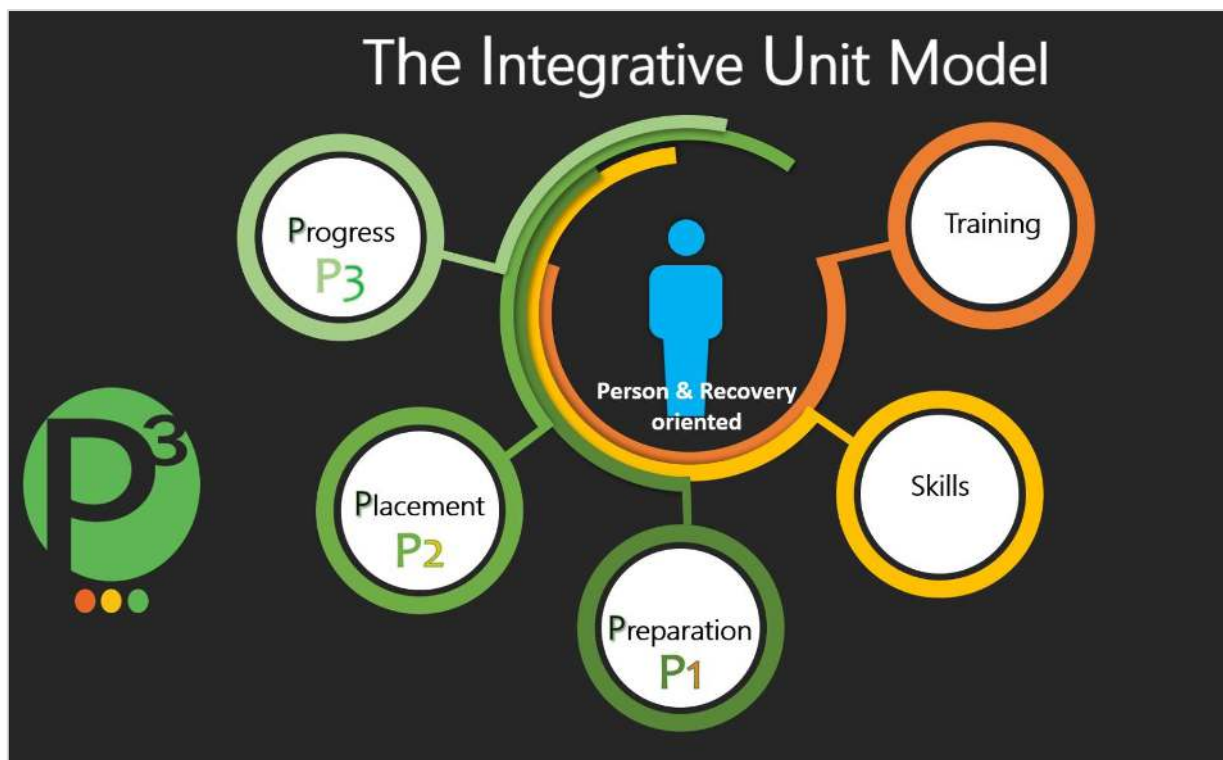 The Integrative Unit Model
Progress
P3
Training
Person & Recovery
oriented
P3
Placement
P2
Skills
Preparation
P1